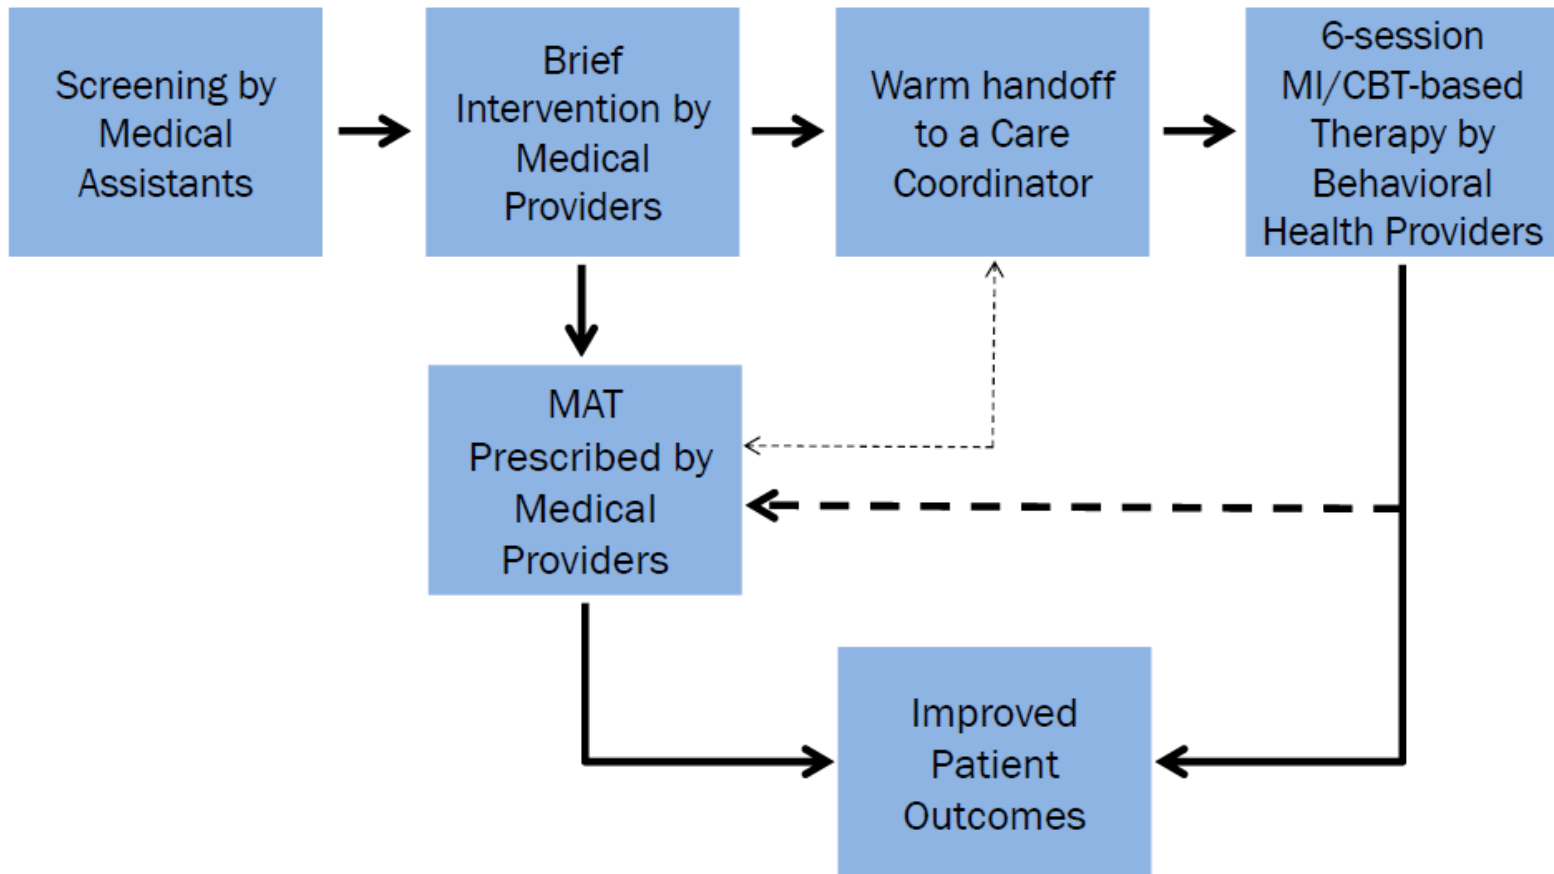 Screening by
Medical
Assistants
Brief
Intervention by
Medical
Providers
Warm handoff
to a Care
Coordinator
6-session
MI/CBT-based
Therapy by
Behavioral
Health Providers
MAT
Prescribed by
Medical
Providers
Improved
Patient
Outcomes